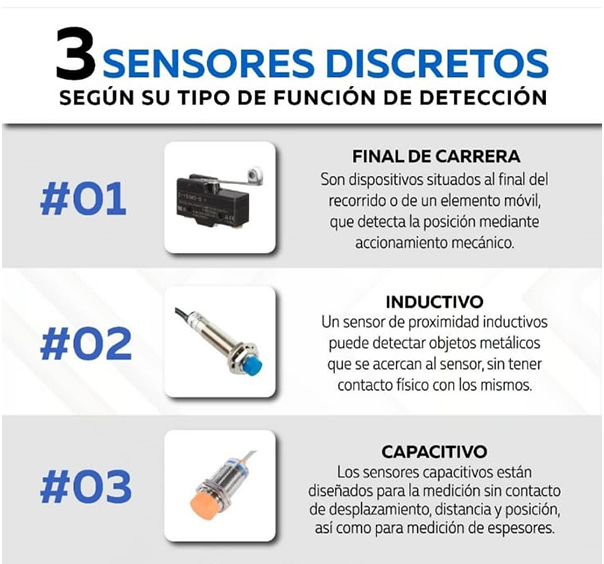 3 SENSORES DISCRETOS
SEGÚN SU TIPO DE FUNCIÓN DE DETECCIÓN
#01
FINAL DE CARRERA
Son dispositivos situados al final del
recorrido o de un elemento móvil,
que detecta la posición mediante
accionamiento mecánico.
#02
INDUCTIVO
Un sensor de proximidad inductivos
puede detectar objetos metálicos
que se acercan al sensor, sin tener
contacto físico con los mismos.
#03
CAPACITIVO
Los sensores capacitivos están
diseñados para la medición sin contacto
de desplazamiento, distancia y posición,
así como para medición de espesores.